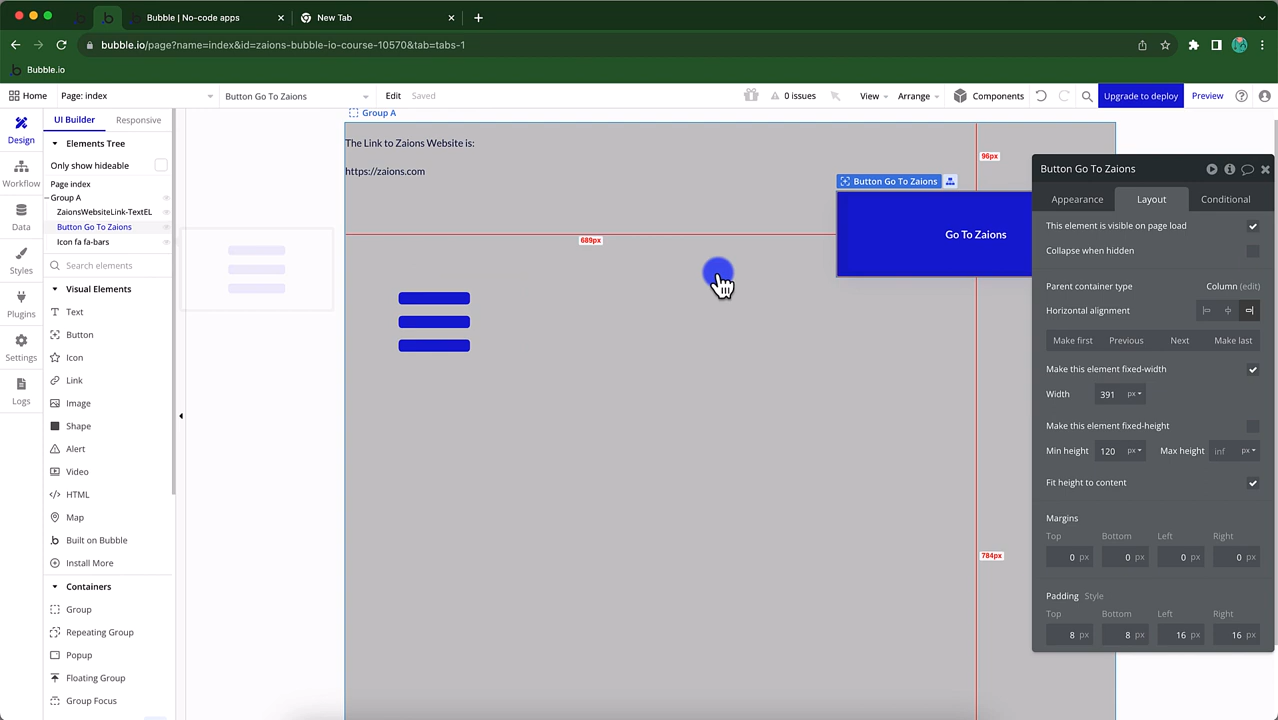 Bubble | No-code apps
New Tab
bubble.io/page?name=index&id=zaions-bubble-io-course-10570&tab=tabs-1
Bubble.io
Home
Page: index
Button Go To Zaions
Edit
Saved
0 issues
View
Arrange
Components
Upgrade to deploy
Preview
Design
Workflow
Data
Styles
Plugins
Settings
Logs
UI Builder
Responsive
Elements Tree
Only show hideable
Page index
Group A
ZaionsWebsiteLink-TextEL
Button Go To Zaions
Icon fa fa-bars
Search elements
Visual Elements
Text
Button
Icon
Link
Image
Shape
Alert
Video
HTML
Map
Built on Bubble
Install More
Containers
Group
Repeating Group
Popup
Floating Group
Group Focus
Group A
The Link to Zaions Website is:
https://zaions.com
Button Go To Zaions
Go To Zaions
96px
689px
784px
Button Go To Zaions
Appearance
Layout
Conditional
This element is visible on page load
Collapse when hidden
Parent container type Column (edit)
Horizontal alignment
Make first Previous Next Make last
Make this element fixed-width
Width 391 px
Make this element fixed-height
Min height 120 px Max height inf px
Fit height to content
Margins
Top Bottom Left Right
0 px 0 px 0 px 0 px
Padding Style
Top Bottom Left Right
8 px 8 px 16 px 16 px